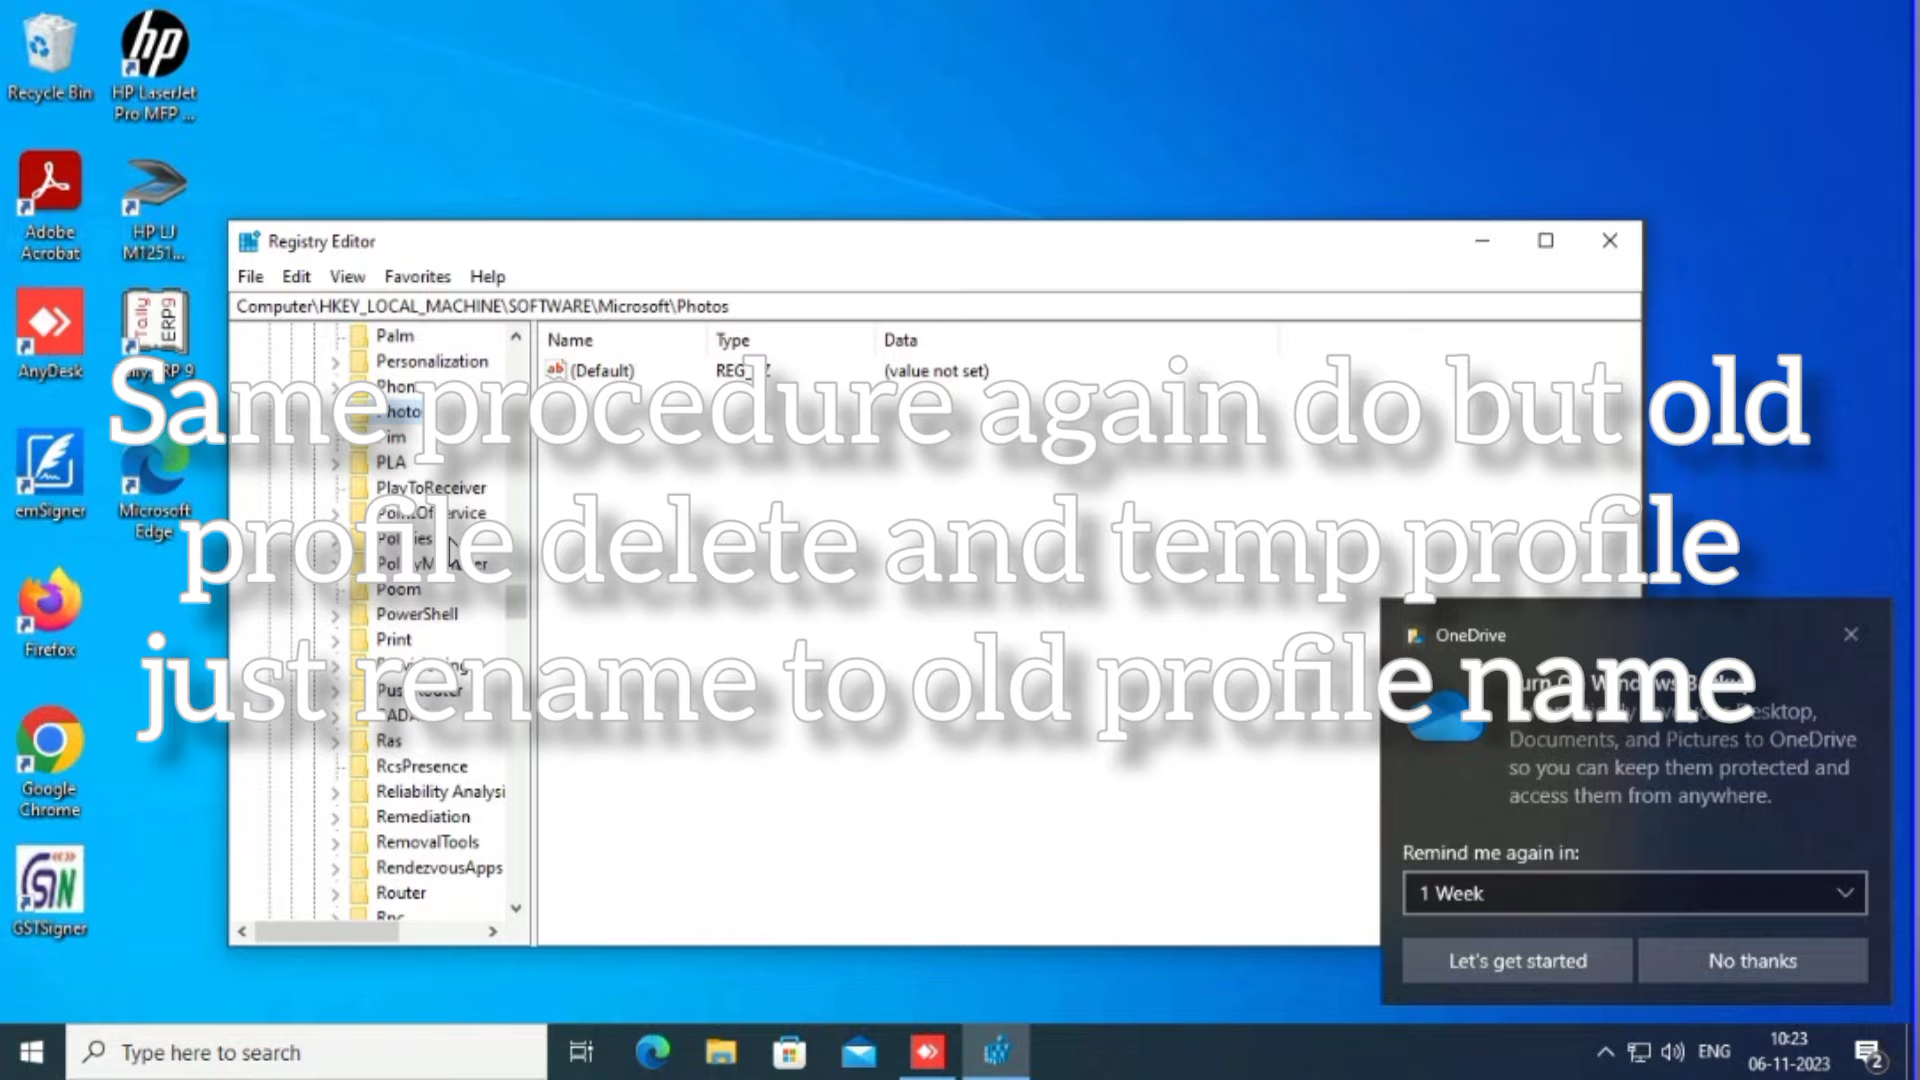 Recycle Bin
HP LaserJet
Pro MFP ...
Adobe
Acrobat
HP LJ
M1251...
AnyDesk
Tally
ERP9
emSigner
Microsoft
Edge
Firefox
Google
Chrome
GSTSigner
Registry Editor
File Edit View Favorites Help
Computer\HKEY_LOCAL_MACHINE\SOFTWARE\Microsoft\Photos
Name Type Data
(Default) (value not set)
Palm
Personalization
PLA
PlayToReceiver
Poom
PowerShell
Print
Ras
RcsPresence
Reliability Analysi
Remediation
RemovalTools
RendezvousApps
Router
Same procedure again do but old
profile delete and temp profile
just rename to old profile name
OneDrive
Desktop,
Documents, and Pictures to OneDrive
so you can keep them protected and
access them from anywhere.
Remind me again in:
1 Week
Let's get started
No thanks
Type here to search
ENG
10:23
06-11-2023
2